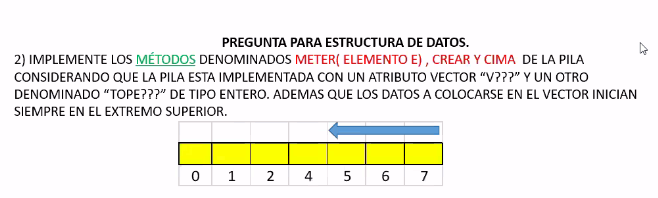 PREGUNTA PARA ESTRUCTURA DE DATOS.
2) IMPLEMENTE LOS MÉTODOS DENOMINADOS METER( ELEMENTO E) , CREAR Y CIMA DE LA PILA
CONSIDERANDO QUE LA PILA ESTA IMPLEMENTADA CON UN ATRIBUTO VECTOR “V???” Y UN OTRO
DENOMINADO “TOPE???” DE TIPO ENTERO. ADEMAS QUE LOS DATOS A COLOCARSE EN EL VECTOR INICIAN
SIEMPRE EN EL EXTREMO SUPERIOR.
0 1 2 4 5 6 7